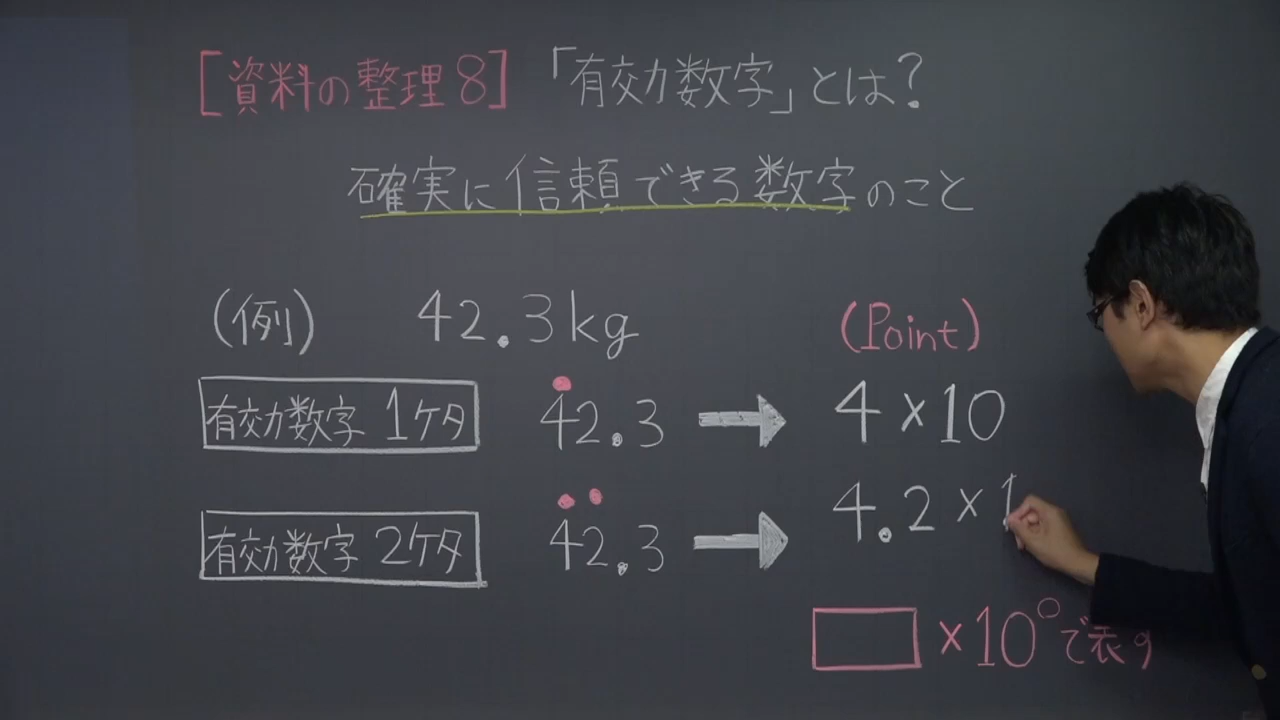 [資料の整理8] 「有効数字」とは?
確実に信頼できる数字のこと
(例) 42.3kg
(Point)
有効数字 1ケタ 42.3 → 4×10
有効数字 2ケタ 42.3 → 4.2×1
□×10○で表す